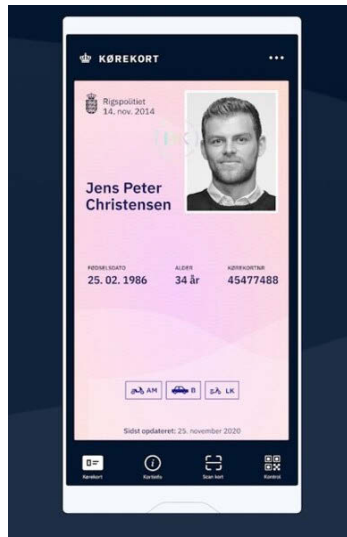 KØREKORT
Rigspolitiet
14. nov. 2014
Jens Peter
Christensen
FØDSELSDATO ALDER KØREKORTNR
25. 02. 1986 34 år 45477488
AM B LK
Sidst opdateret: 25. november 2020
Kørekort Kortinfo Scan kort Kontrol